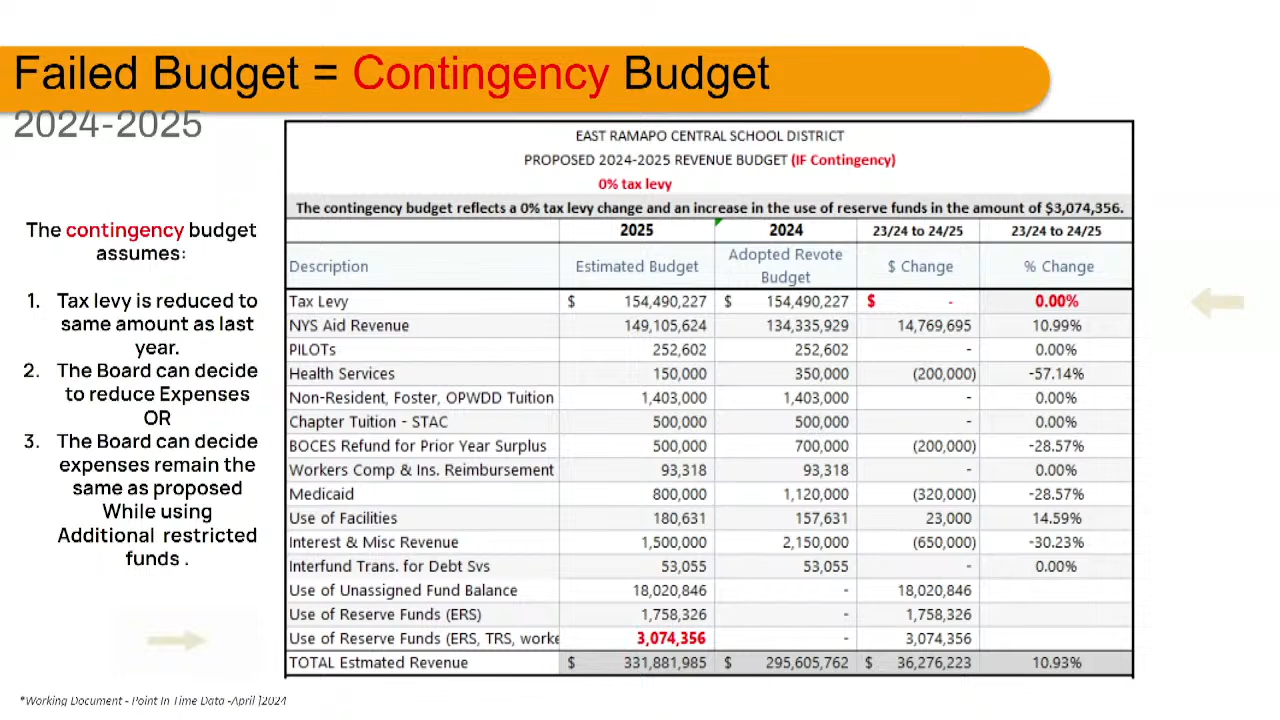 Failed Budget = Contingency Budget
2024-2025
EAST RAMAPO CENTRAL SCHOOL DISTRICT
PROPOSED 2024-2025 REVENUE BUDGET (IF Contingency)
0% tax levy
The contingency budget reflects a 0% tax levy change and an increase in the use of reserve funds in the amount of $3,074,356.
2025 2024 23/24 to 24/25 23/24 to 24/25
Description Estimated Budget Adopted Revote Budget $ Change % Change
Tax Levy $ 154,490,227 $ 154,490,227 $ - 0.00%
NYS Aid Revenue 149,105,624 134,335,929 14,769,695 10.99%
PILOTs 252,602 252,602 - 0.00%
Health Services 150,000 350,000 (200,000) -57.14%
Non-Resident, Foster, OPWDD Tuition 1,403,000 1,403,000 - 0.00%
Chapter Tuition - STAC 500,000 500,000 - 0.00%
BOCES Refund for Prior Year Surplus 500,000 700,000 (200,000) -28.57%
Workers Comp & Ins. Reimbursement 93,318 93,318 - 0.00%
Medicaid 800,000 1,120,000 (320,000) -28.57%
Use of Facilities 180,631 157,631 23,000 14.59%
Interest & Misc Revenue 1,500,000 2,150,000 (650,000) -30.23%
Interfund Trans. for Debt Svs 53,055 53,055 - 0.00%
Use of Unassigned Fund Balance 18,020,846 - 18,020,846
Use of Reserve Funds (ERS) 1,758,326 - 1,758,326
Use of Reserve Funds (ERS, TRS, worke 3,074,356 - 3,074,356
TOTAL Estmated Revenue $ 331,881,985 $ 295,605,762 $ 36,276,223 10.93%
The contingency budget
assumes:
1. Tax levy is reduced to
same amount as last
year.
2. The Board can decide
to reduce Expenses
OR
3. The Board can decide
expenses remain the
same as proposed
While using
Additional restricted
funds .
*Working Document - Point In Time Data -April ]2024